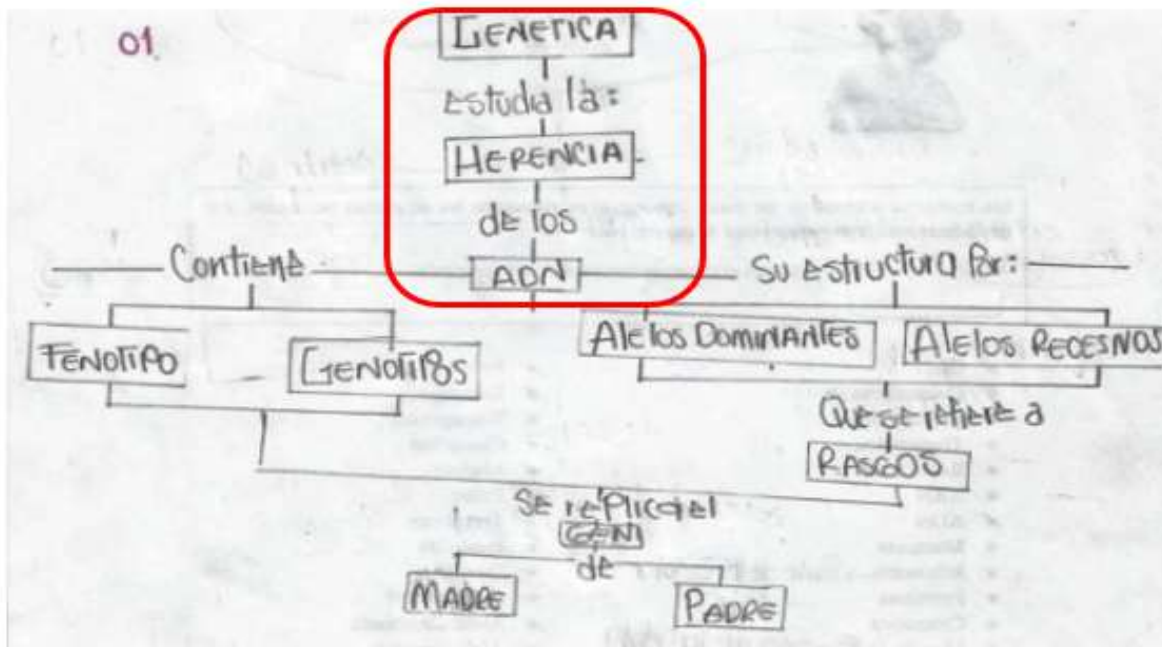 01
GENETICA
Estudia la:
HERENCIA
de los
Contiene
ADN
Su estructura Por:
FENOTIPO
GENOTIPOS
Alelos DOMINANTES
Alelos RECESIVOS
Que se refiere a
RASGOS
SE rePlica el
GEN
de
MADRE
PADRE